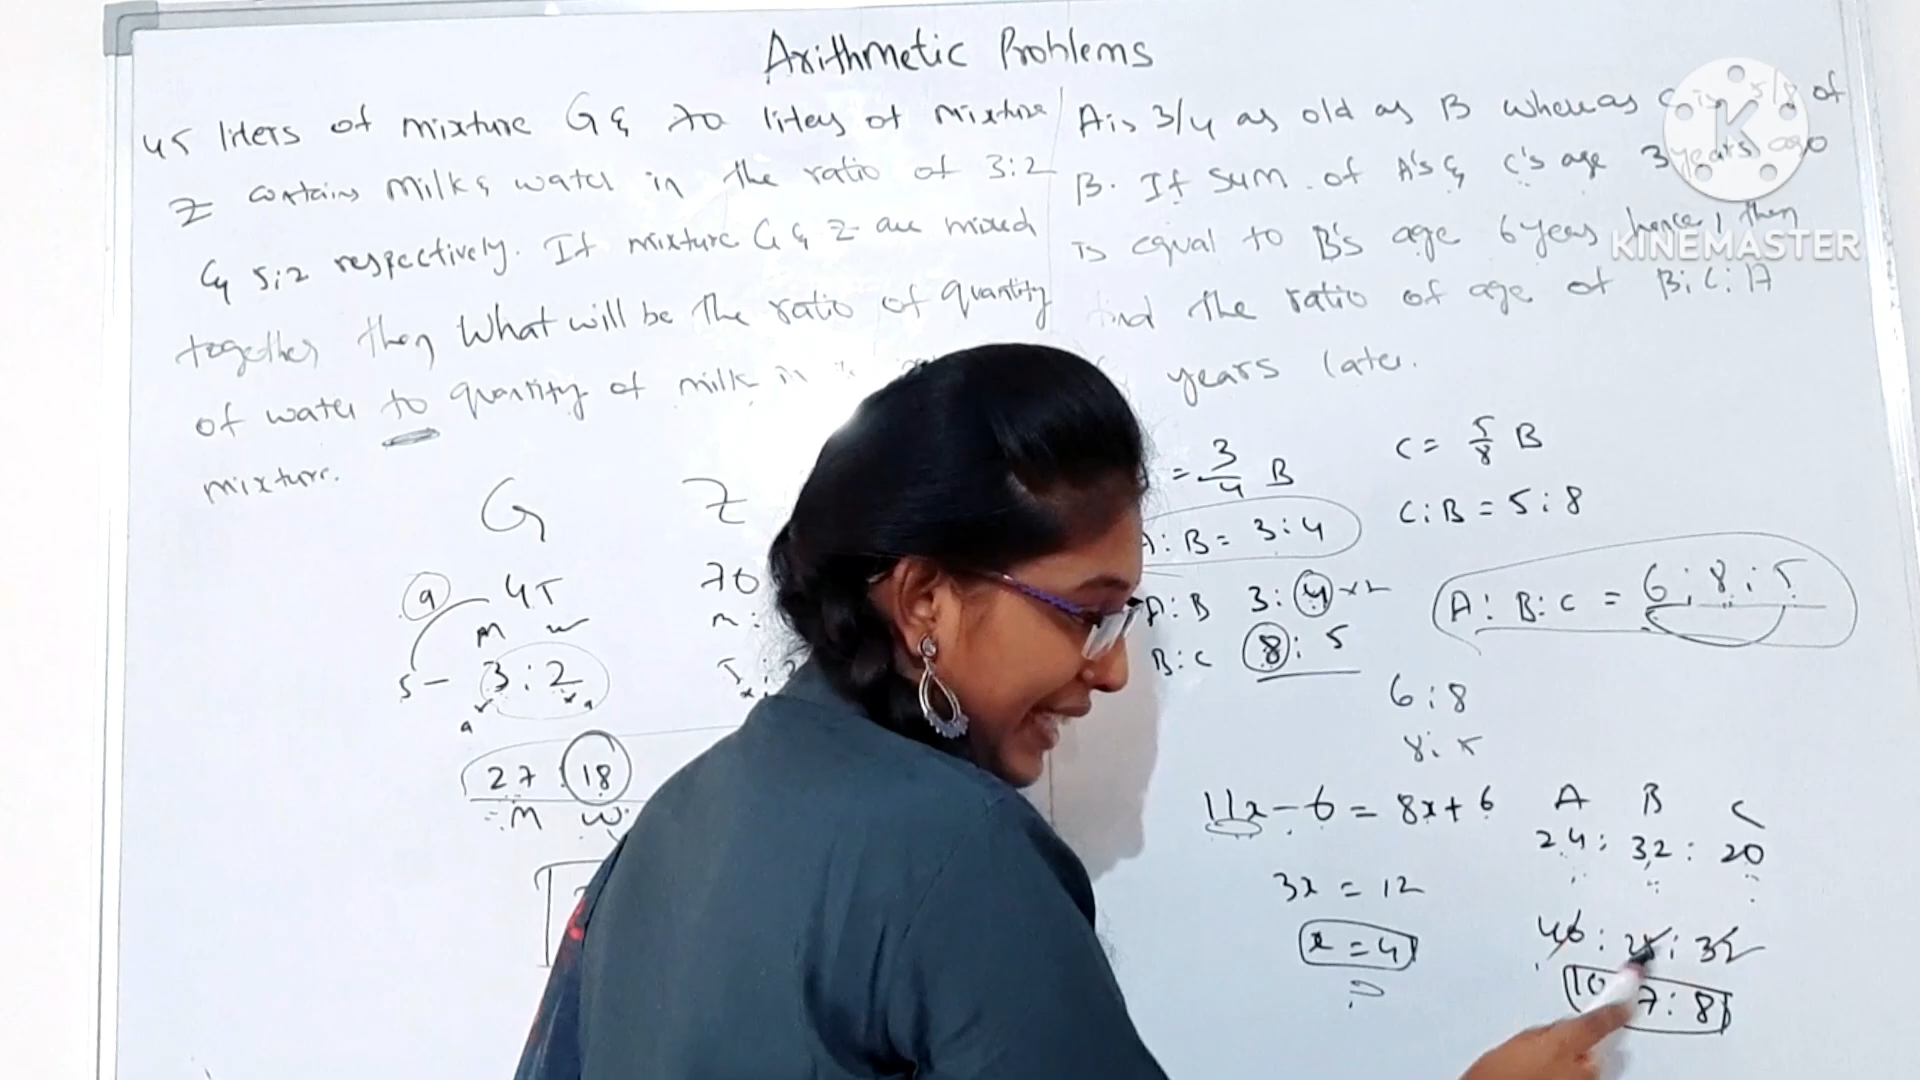 Arithmetic Problems
45 liters of mixture G & 70 liters of mixture
Z contains milk & water in the ratio of 3:2
& 5:2 respectively. If mixture G & Z are mixed
together then What will be the ratio of quantity
of water to quantity of milk in
mixture.
G Z
9 - 45 70
M W m:
5 - 3:2
x9 x9
27 18
M W
A is 3/4 as old as B whereas C is 5/8 of
B. If sum of A's & C's age 3 years ago
is equal to B's age 6 years hence, then
find the ratio of age of B:C:A
years later.
= 3/4 B C = 5/8 B
A:B = 3:4 C:B = 5:8
A:B 3:4 x2 A:B:C = 6:8:5
B:C 8:5
6:8
8:5
11x-6 = 8x+6 A B C
24:32:20
3x = 12
x = 4 40:28:32
10 7:8
K
KINEMASTER